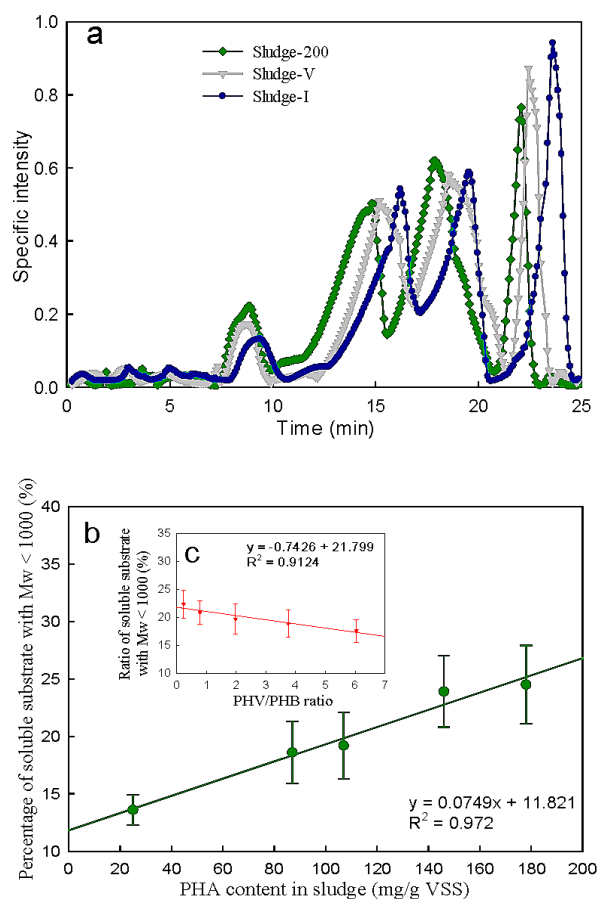 a
Sludge-200
Sludge-V
Sludge-I
Specific intensity
1.0
0.8
0.6
0.4
0.2
0.0
0 5 10 15 20 25
Time (min)
b
Percentage of soluble substrate with Mw < 1000 (%)
40
35
30
25
20
15
10
c
y = -0.7426 + 21.799
R² = 0.9124
Ratio of soluble substrate
with Mw < 1000 (%)
35
30
25
20
15
10
0 1 2 3 4 5 6 7
PHV/PHB ratio
y = 0.0749x + 11.821
R² = 0.972
0 20 40 60 80 100 120 140 160 180 200
PHA content in sludge (mg/g VSS)